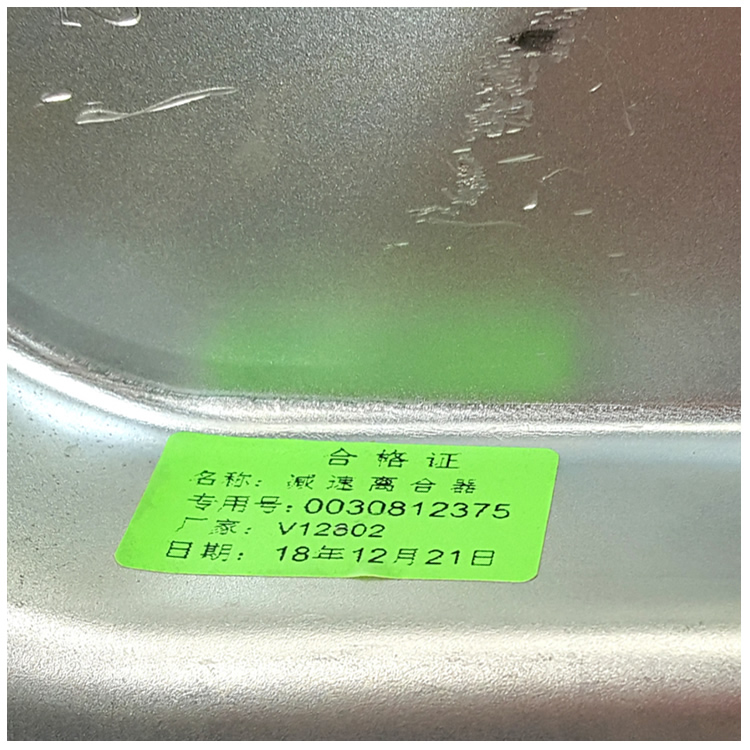 合格证
名称：减速离合器
专用号：0030812375
厂家：V12302
日期：18年12月21日